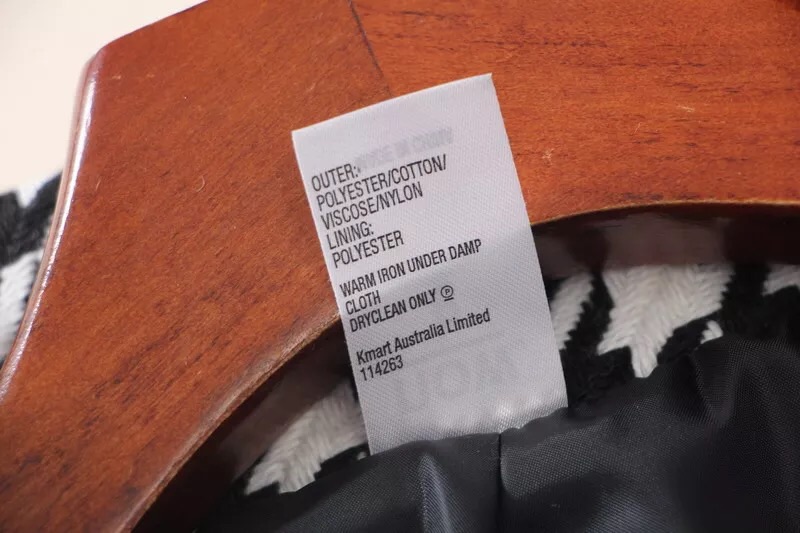 OUTER:
POLYESTER/COTTON/
VISCOSE/NYLON
LINING:
POLYESTER
WARM IRON UNDER DAMP
CLOTH
DRYCLEAN ONLY Ⓟ
Kmart Australia Limited
114263